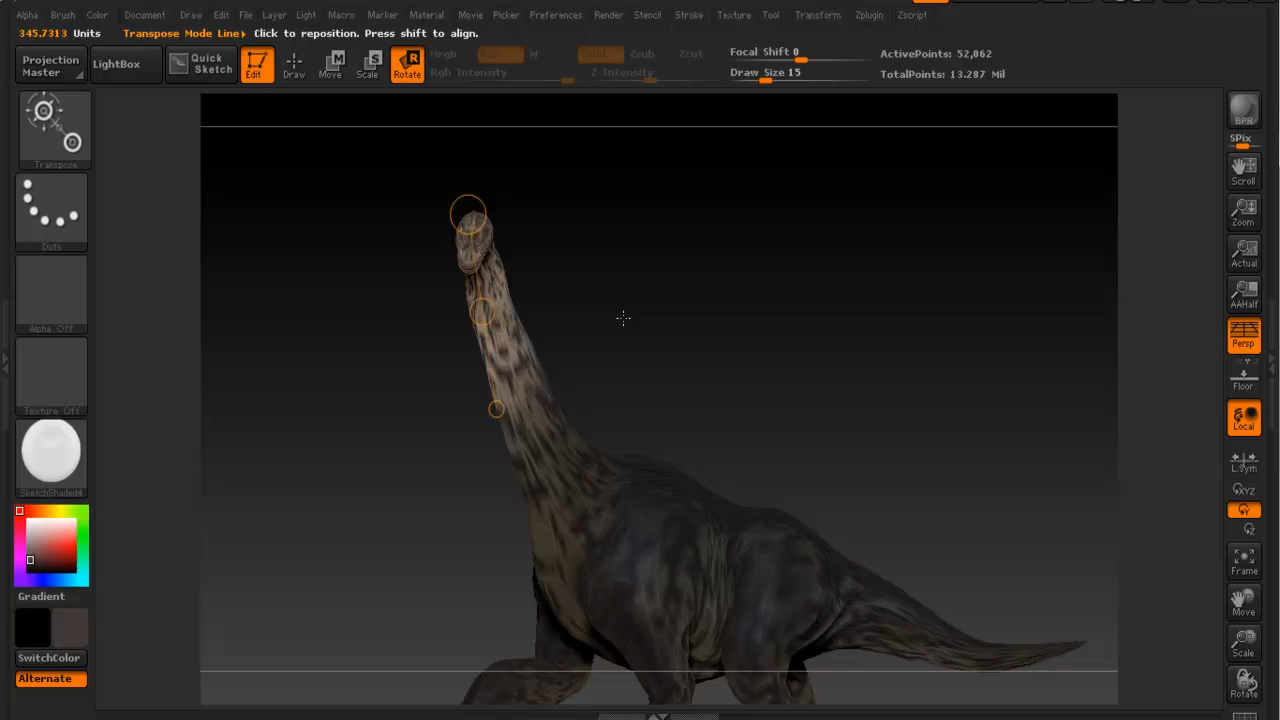 Alpha Brush Color Document Draw Edit File Layer Light Macro Marker Material Movie Picker Preferences Render Stencil Stroke Texture Tool Transform Zplugin Zscript
345.7313 Units Transpose Mode Line▸ Click to reposition. Press shift to align.
Projection Master
LightBox
Quick Sketch
Edit
Draw
Move
Scale
Rotate
Mrgb
M
Rgb Intensity
Zsub
Zcut
Z Intensity
Focal Shift 0
Draw Size 15
ActivePoints: 52,062
TotalPoints: 13.287 Mil
Transpose
Dots
Alpha Off
Texture Off
SketchShaded4
Gradient
SwitchColor
Alternate
BPR
SPix
Scroll
Zoom
Actual
AAHalf
Persp
Floor
Local
L.Sym
XYZ
Y
Z
Frame
Move
Scale
Rotate